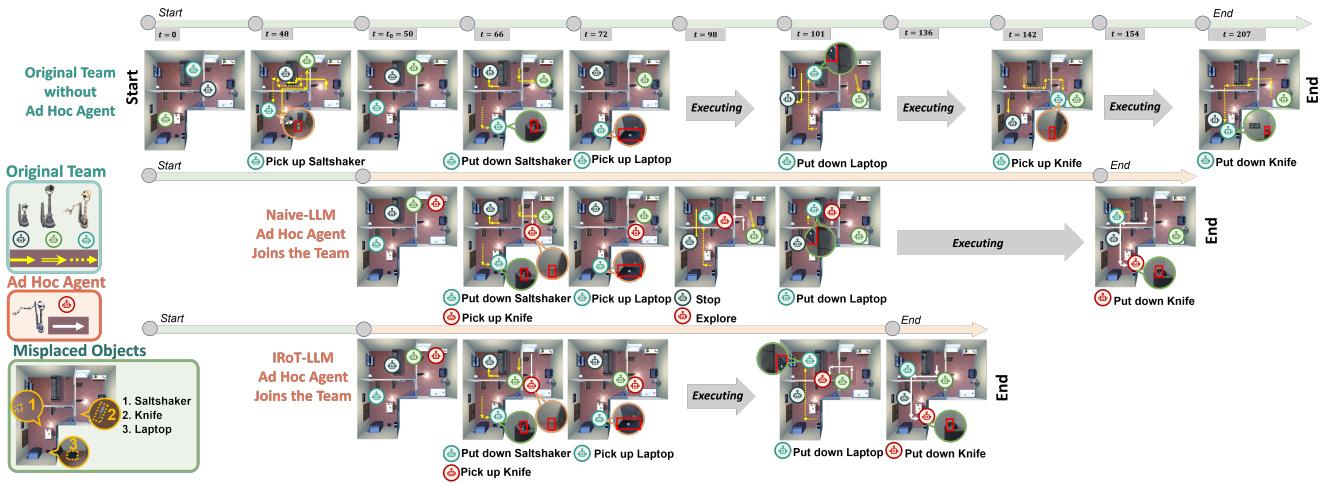 Start
End
t = 0
t = 48
t = t₀ = 50
t = 66
t = 72
t = 98
t = 101
t = 136
t = 142
t = 154
t = 207
Original Team
without
Ad Hoc Agent
Start
Executing
Executing
Executing
End
Pick up Saltshaker
Put down Saltshaker
Pick up Laptop
Put down Laptop
Pick up Knife
Put down Knife
Start
End
Original Team
Naive-LLM
Ad Hoc Agent
Joins the Team
Executing
End
Ad Hoc Agent
Put down Saltshaker
Pick up Laptop
Stop
Put down Laptop
Put down Knife
Pick up Knife
Explore
Start
End
Misplaced Objects
1
2
3
1. Saltshaker
2. Knife
3. Laptop
IRoT-LLM
Ad Hoc Agent
Joins the Team
Executing
End
Put down Saltshaker
Pick up Laptop
Put down Laptop
Put down Knife
Pick up Knife